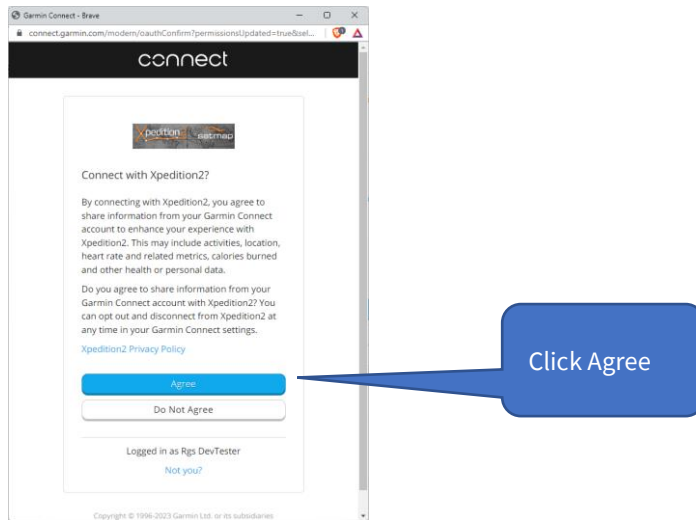 Garmin Connect - Brave
connect.garmin.com/modern/oauthConfirm?permissionsUpdated=true&sel...
connect
Xpedition satmap
Connect with Xpedition2?
By connecting with Xpedition2, you agree to
share information from your Garmin Connect
account to enhance your experience with
Xpedition2. This may include activities, location,
heart rate and related metrics, calories burned
and other health or personal data.
Do you agree to share information from your
Garmin Connect account with Xpedition2? You
can opt out and disconnect from Xpedition2 at
any time in your Garmin Connect settings.
Xpedition2 Privacy Policy
Agree
Click Agree
Do Not Agree
Logged in as Rgs DevTester
Not you?
Copyright © 1996-2023 Garmin Ltd. or its subsidiaries